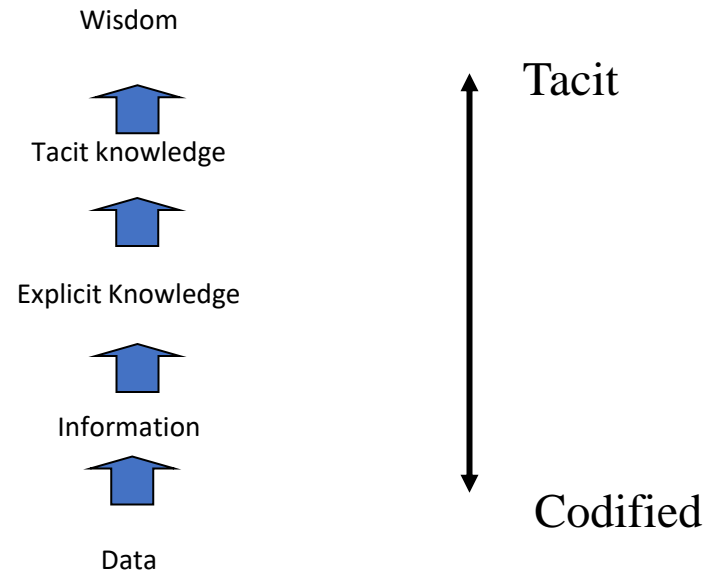 Wisdom
Tacit
Tacit knowledge
Explicit Knowledge
Information
Codified
Data